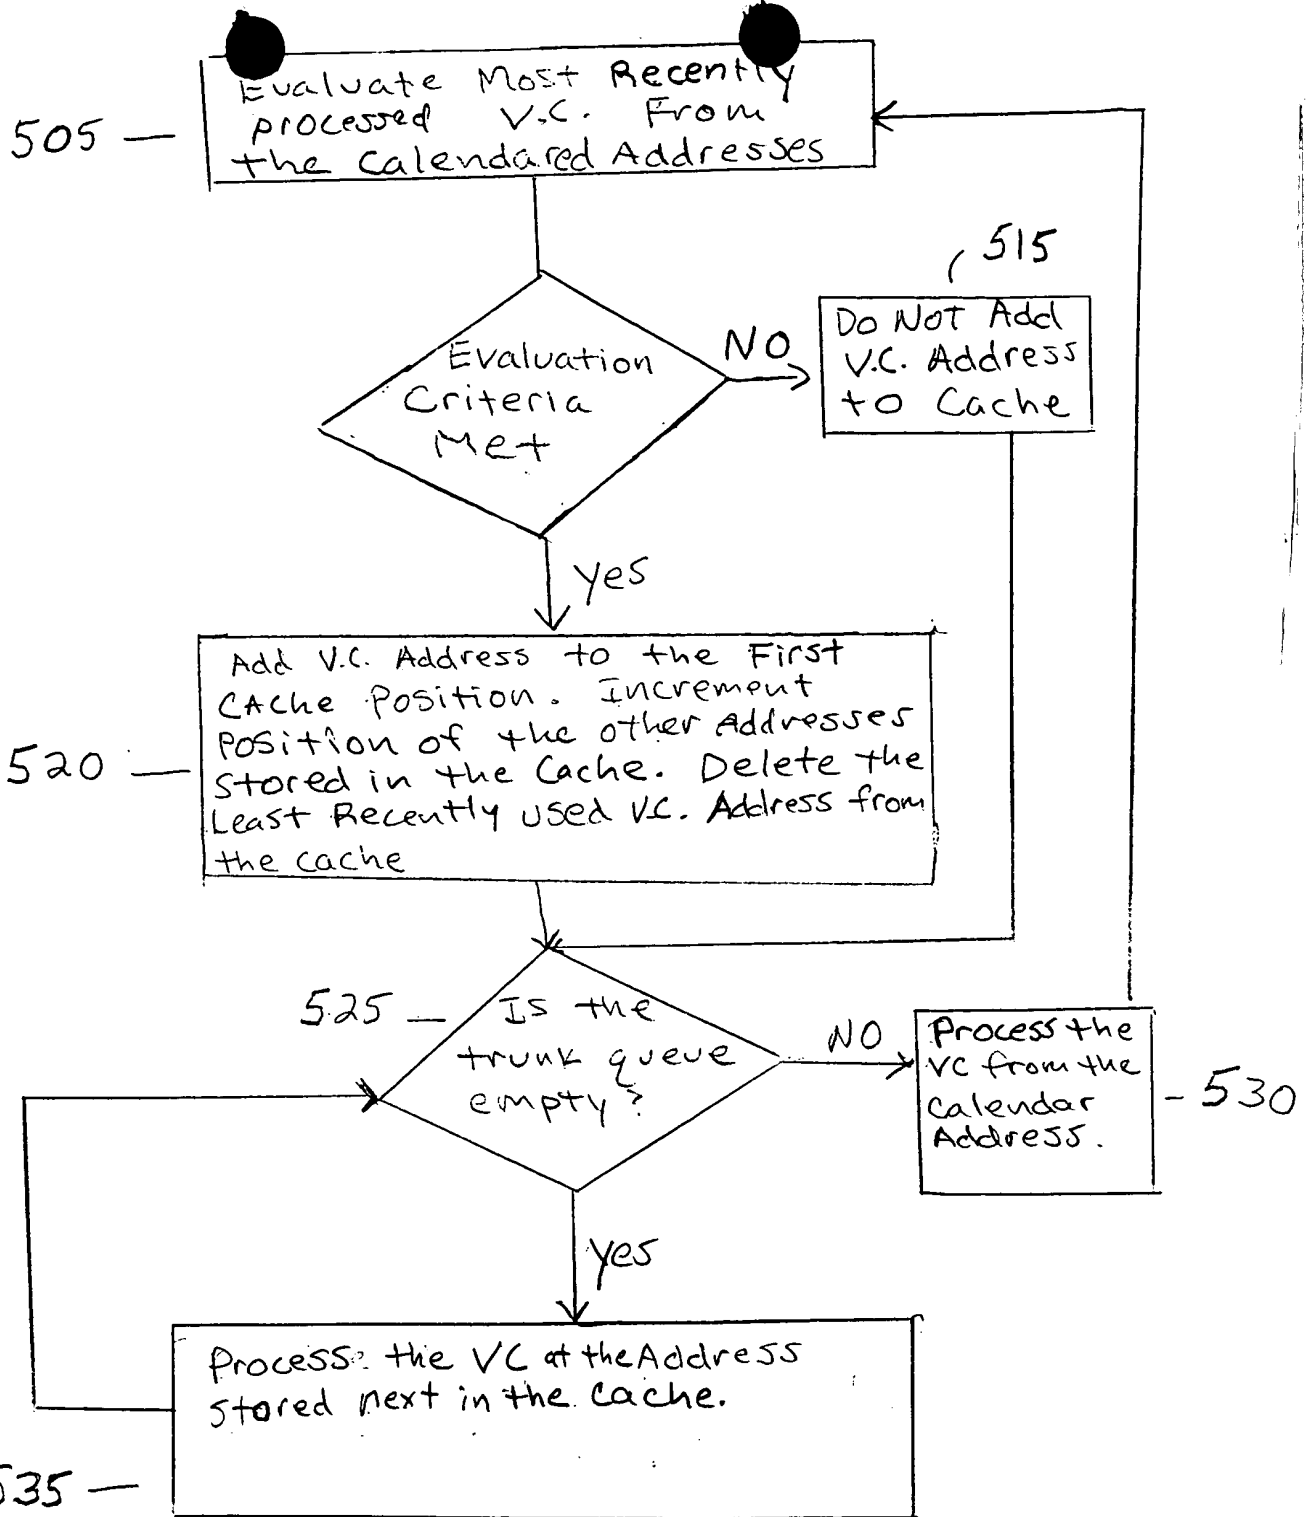 Evaluate Most Recently
processed V.C. From
the Calendared Addresses
505
515
Evaluation
Criteria
Met
NO
Do Not Add
V.C. Address
to Cache
yes
Add V.C. Address to the First
Cache Position. Increment
Position of the other Addresses
stored in the Cache. Delete the
Least Recently used V.C. Address from
the cache
520
525
Is the
trunk queue
empty?
NO
Process the
VC from the
Calendar
Address.
530
yes
Process the VC at the Address
stored next in the cache.
535